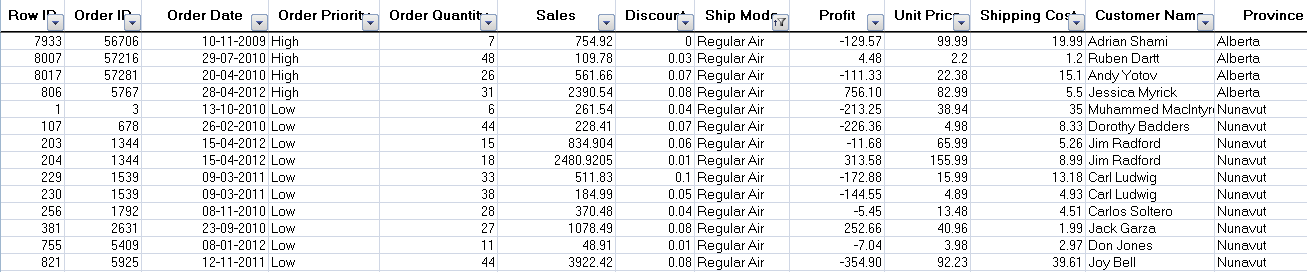 Row ID Order ID Order Date Order Priority Order Quantity Sales Discount Ship Mode Profit Unit Price Shipping Cost Customer Name Province
7933 56706 10-11-2009 High 7 754.92 0 Regular Air -129.57 99.99 19.99 Adrian Shami Alberta
8007 57216 29-07-2010 High 48 109.78 0.03 Regular Air 4.48 2.2 1.2 Ruben Dartt Alberta
8017 57281 20-04-2010 High 26 561.66 0.07 Regular Air -111.33 22.38 15.1 Andy Yotov Alberta
806 5767 28-04-2012 High 31 2390.54 0.08 Regular Air 756.10 82.99 5.5 Jessica Myrick Alberta
1 3 13-10-2010 Low 6 261.54 0.04 Regular Air -213.25 38.94 35 Muhammed MacIntyr Nunavut
107 678 26-02-2010 Low 44 228.41 0.07 Regular Air -226.36 4.98 8.33 Dorothy Badders Nunavut
203 1344 15-04-2012 Low 15 834.904 0.06 Regular Air -11.68 65.99 5.26 Jim Radford Nunavut
204 1344 15-04-2012 Low 18 2480.9205 0.01 Regular Air 313.58 155.99 8.99 Jim Radford Nunavut
229 1539 09-03-2011 Low 33 511.83 0.1 Regular Air -172.88 15.99 13.18 Carl Ludwig Nunavut
230 1539 09-03-2011 Low 38 184.99 0.05 Regular Air -144.55 4.89 4.93 Carl Ludwig Nunavut
256 1792 08-11-2010 Low 28 370.48 0.04 Regular Air -5.45 13.48 4.51 Carlos Soltero Nunavut
381 2631 23-09-2010 Low 27 1078.49 0.08 Regular Air 252.66 40.96 1.99 Jack Garza Nunavut
755 5409 08-01-2012 Low 11 48.91 0.01 Regular Air -7.04 3.98 2.97 Don Jones Nunavut
821 5925 12-11-2011 Low 44 3922.42 0.08 Regular Air -354.90 92.23 39.61 Joy Bell Nunavut